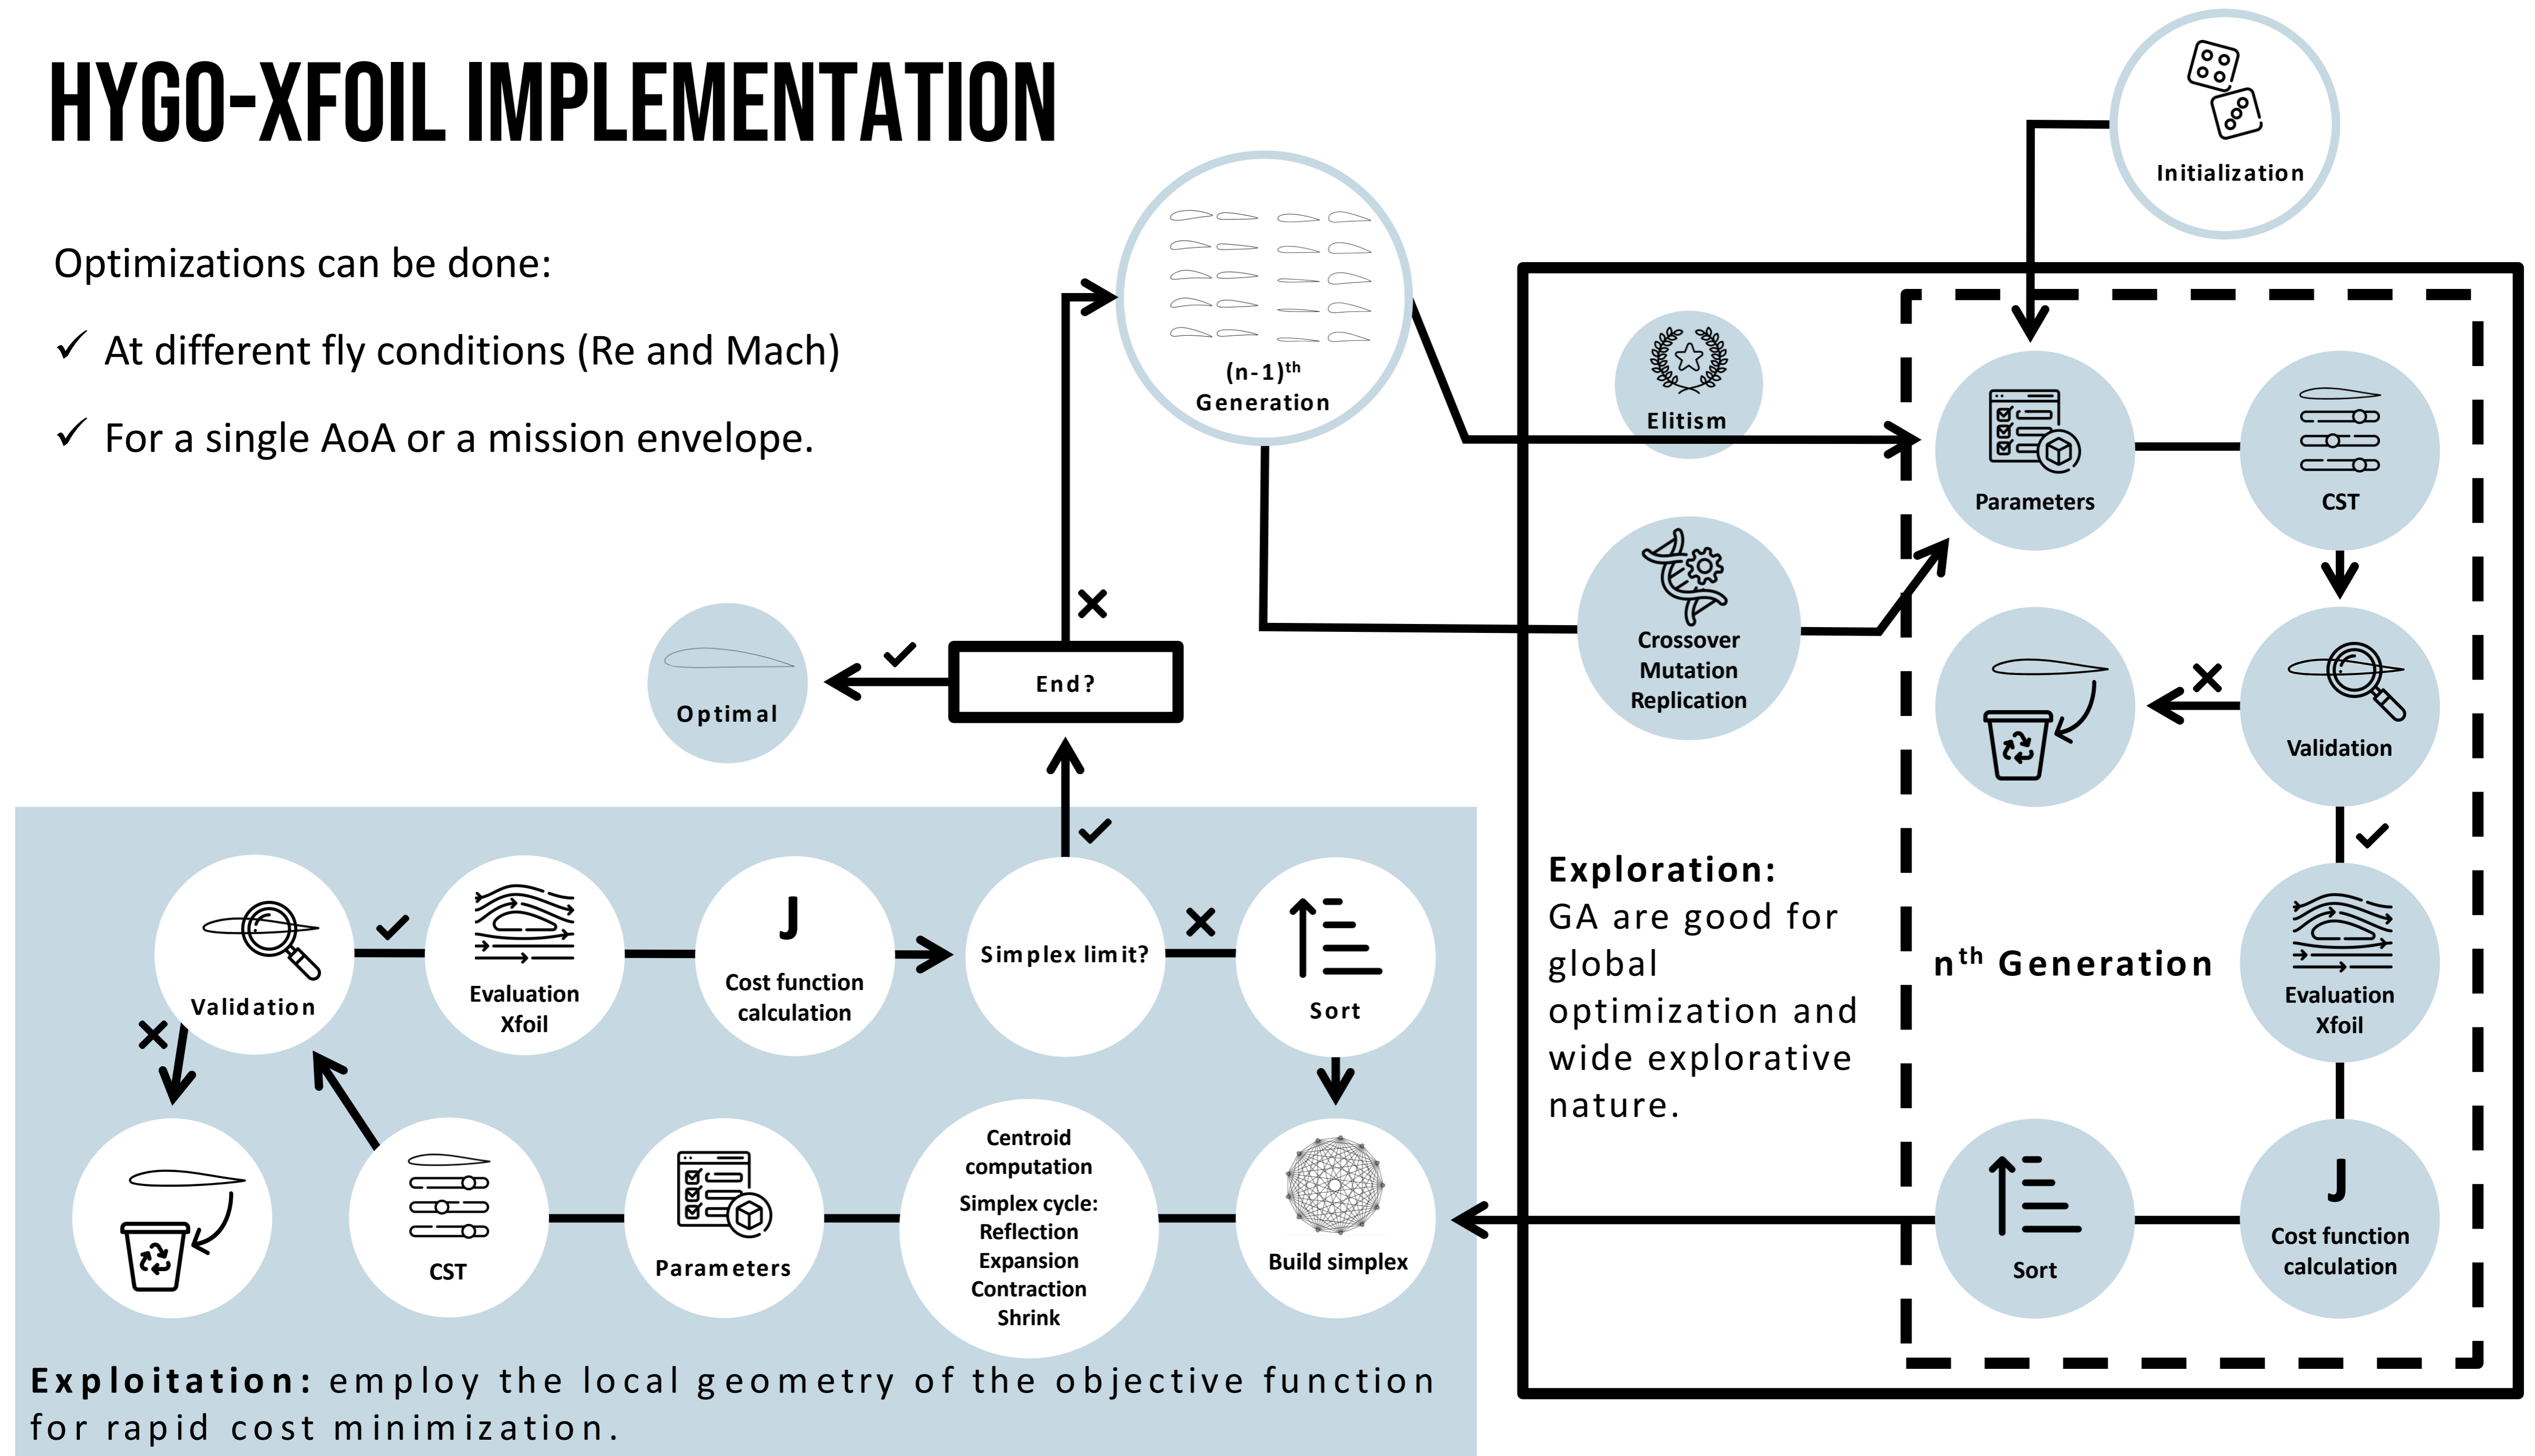 HYGO-XFOIL IMPLEMENTATION
Optimizations can be done:
✓ At different fly conditions (Re and Mach)
✓ For a single AoA or a mission envelope.
Initialization
(n-1)th
Generation
Elitism
Crossover
Mutation
Replication
Parameters
CST
Validation
Evaluation
Xfoil
Cost function
calculation
J
Sort
nth Generation
Exploration:
GA are good for
global
optimization and
wide explorative
nature.
End?
Optimal
Validation
Evaluation
Xfoil
J
Cost function
calculation
Simplex limit?
Sort
Build simplex
Centroid
computation
Simplex cycle:
Reflection
Expansion
Contraction
Shrink
Parameters
CST
Exploitation: employ the local geometry of the objective function
for rapid cost minimization.